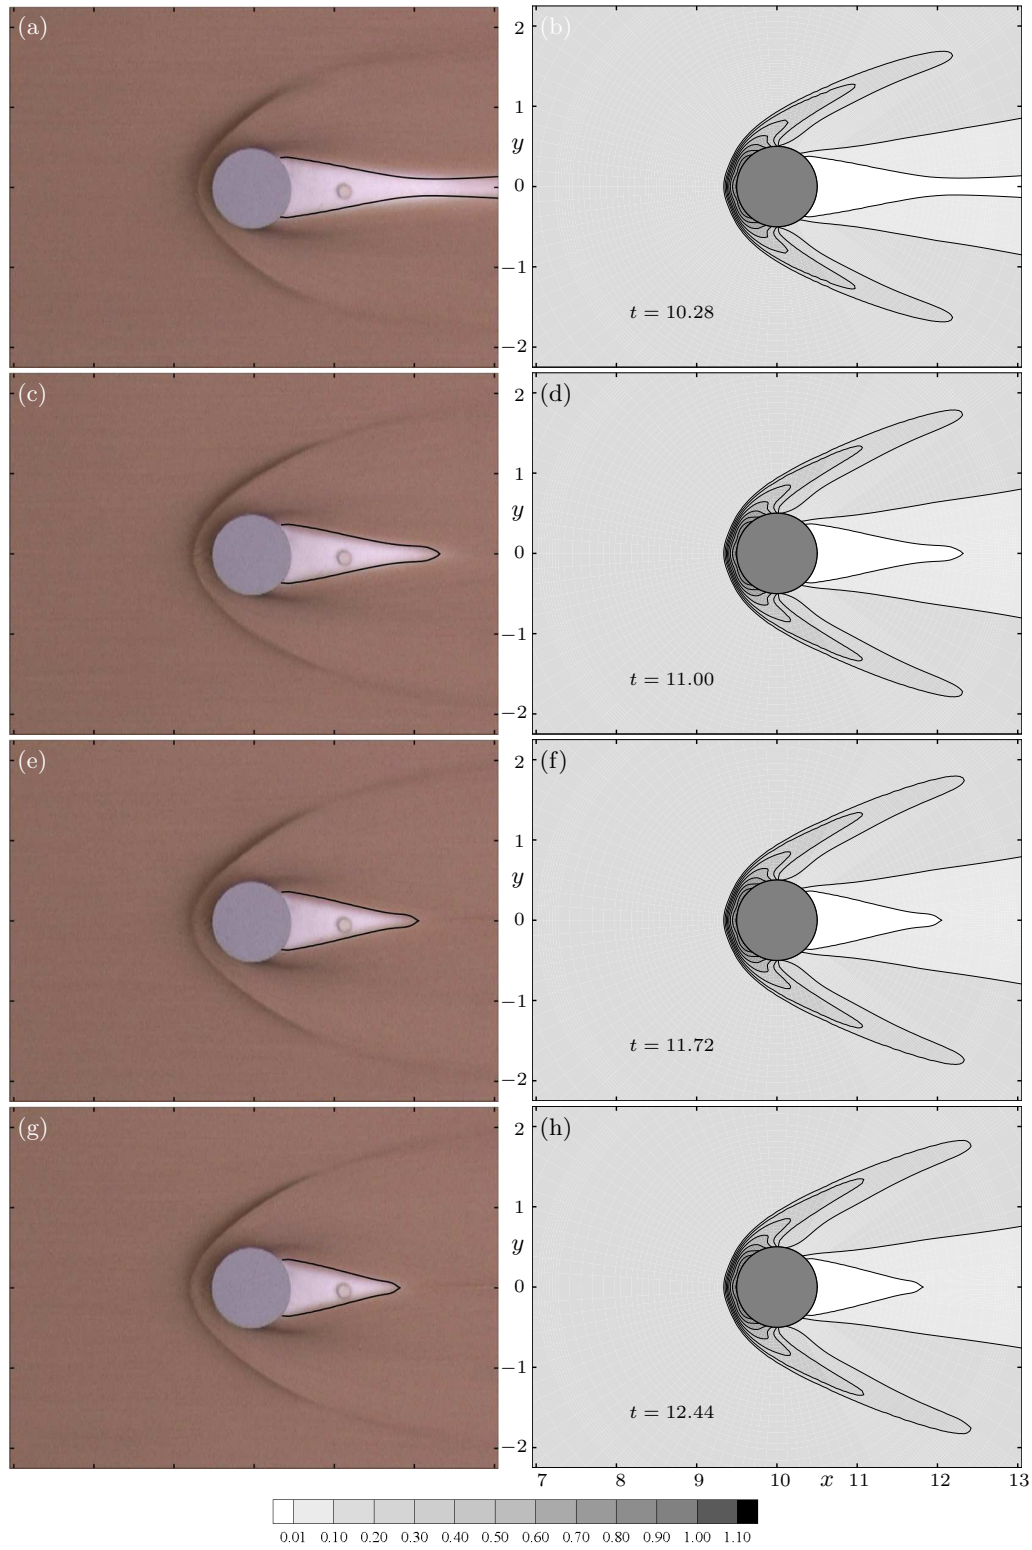 (a)
(b)
2
1
y
0
−1
−2
t = 10.28
(c)
(d)
2
1
y
0
−1
−2
t = 11.00
(e)
(f)
2
1
y
0
−1
−2
t = 11.72
(g)
(h)
2
1
y
0
−1
−2
t = 12.44
7 8 9 10 x 11 12 13
0.01 0.10 0.20 0.30 0.40 0.50 0.60 0.70 0.80 0.90 1.00 1.10